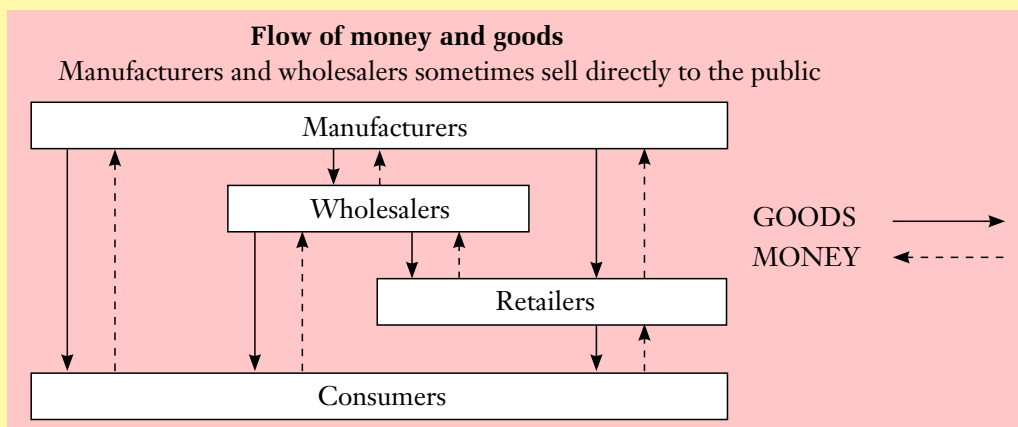 Flow of money and goods
Manufacturers and wholesalers sometimes sell directly to the public
Manufacturers
Wholesalers
GOODS
MONEY
Retailers
Consumers